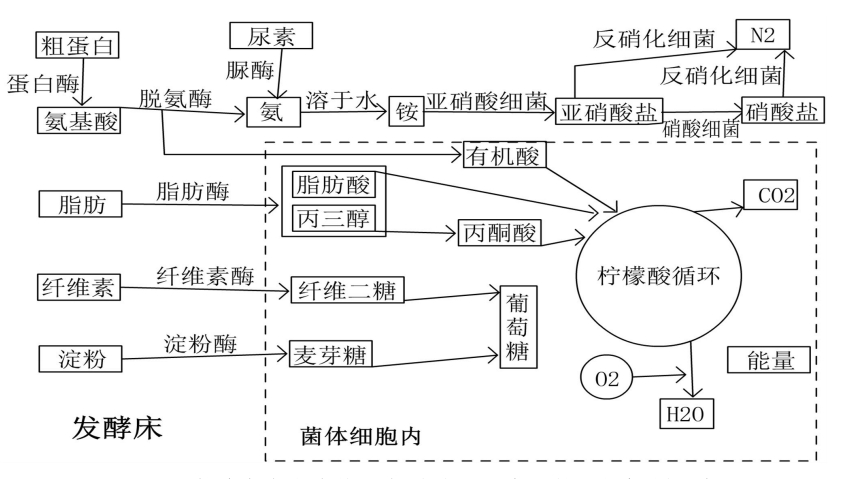 粗蛋白
尿素
反硝化细菌
N2
蛋白酶
脱氨酶
脲酶
溶于水
亚硝酸细菌
反硝化细菌
氨基酸
氨
铵
亚硝酸盐
硝酸细菌
硝酸盐
有机酸
脂肪
脂肪酶
脂肪酸
丙三醇
丙酮酸
CO2
柠檬酸循环
纤维素
纤维素酶
纤维二糖
葡萄糖
淀粉
淀粉酶
麦芽糖
O2
能量
H2O
发酵床
菌体细胞内